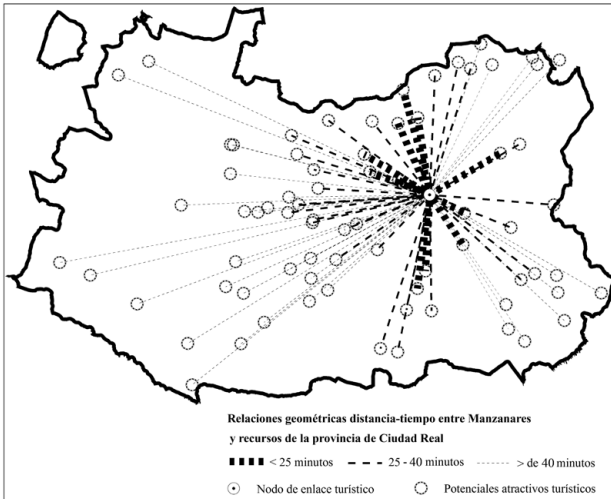 Relaciones geométricas distancia-tiempo entre Manzanares
y recursos de la provincia de Ciudad Real
< 25 minutos 25 - 40 minutos > de 40 minutos
Nodo de enlace turístico Potenciales atractivos turísticos